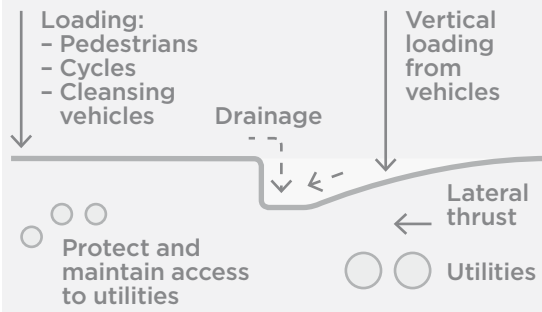 Loading:
– Pedestrians
– Cycles
– Cleansing
vehicles
Drainage
Vertical
loading
from
vehicles
Lateral
thrust
Protect and
maintain access
to utilities
Utilities